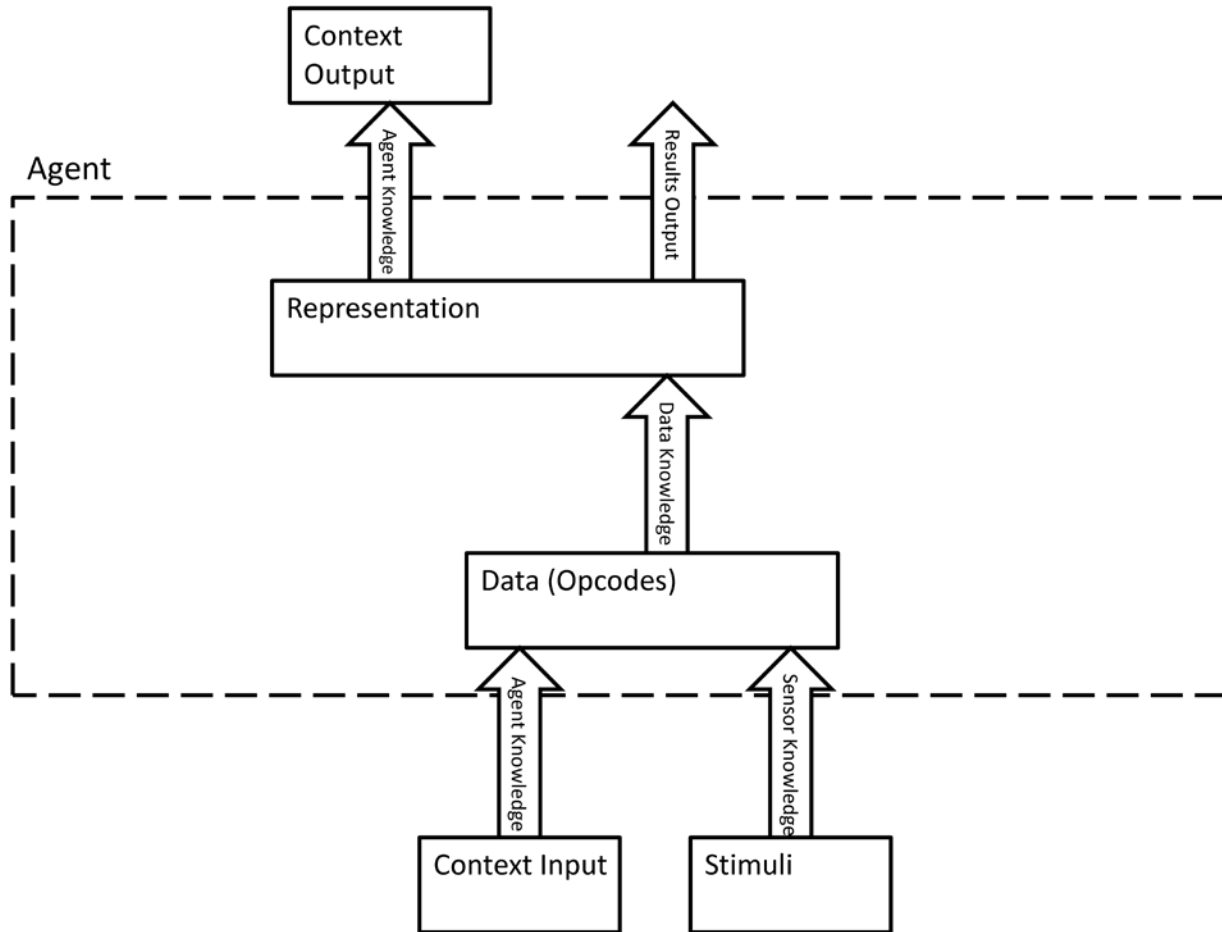 Context
Output
Agent Knowledge
Results Output
Agent
Representation
Data Knowledge
Data (Opcodes)
Agent Knowledge
Sensor Knowledge
Context Input
Stimuli